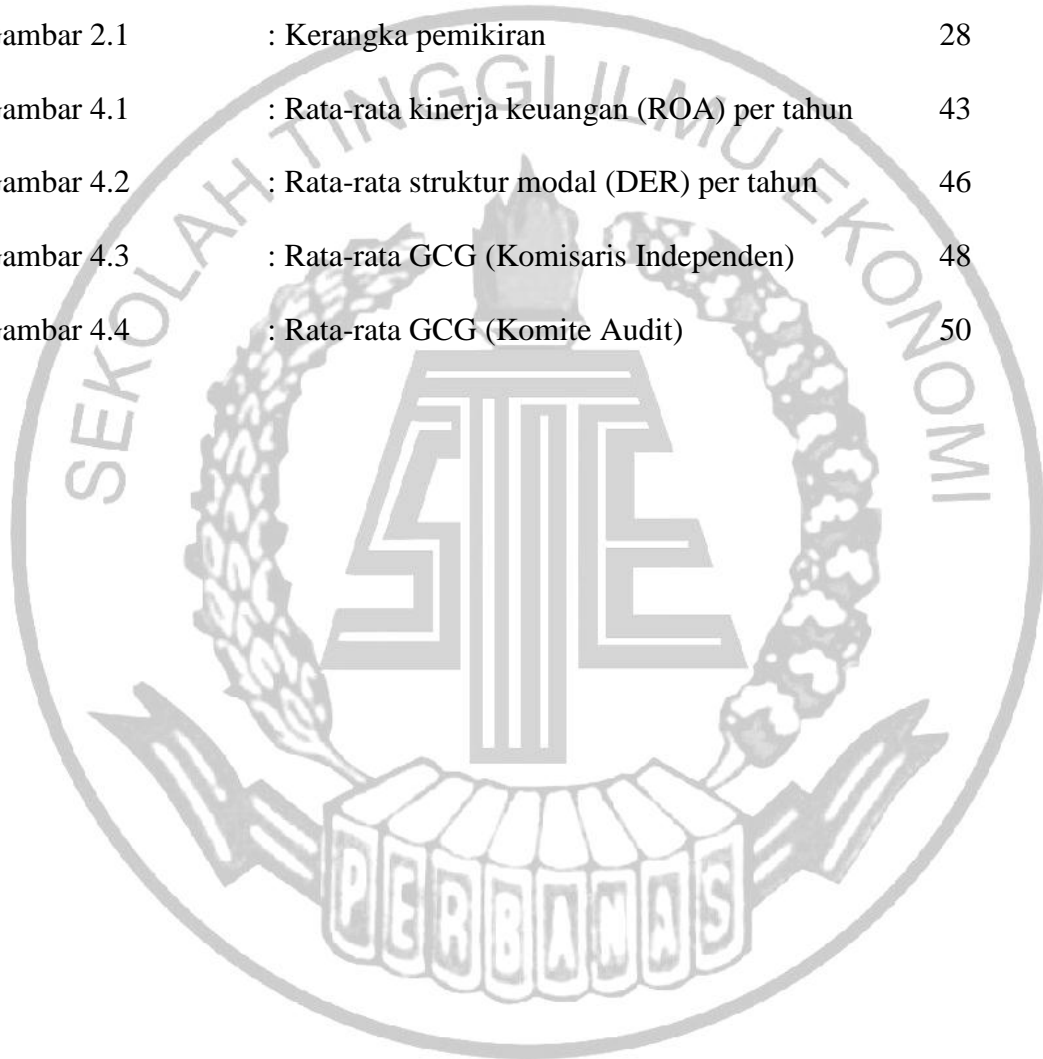 ambar 2.1 : Kerangka pemikiran 28
ambar 4.1 : Rata-rata kinerja keuangan (ROA) per tahun 43
ambar 4.2 : Rata-rata struktur modal (DER) per tahun 46
ambar 4.3 : Rata-rata GCG (Komisaris Independen) 48
ambar 4.4 : Rata-rata GCG (Komite Audit) 50
SEKOLAH TINGGI ILMU EKONOMI
STIE
PERBANAS